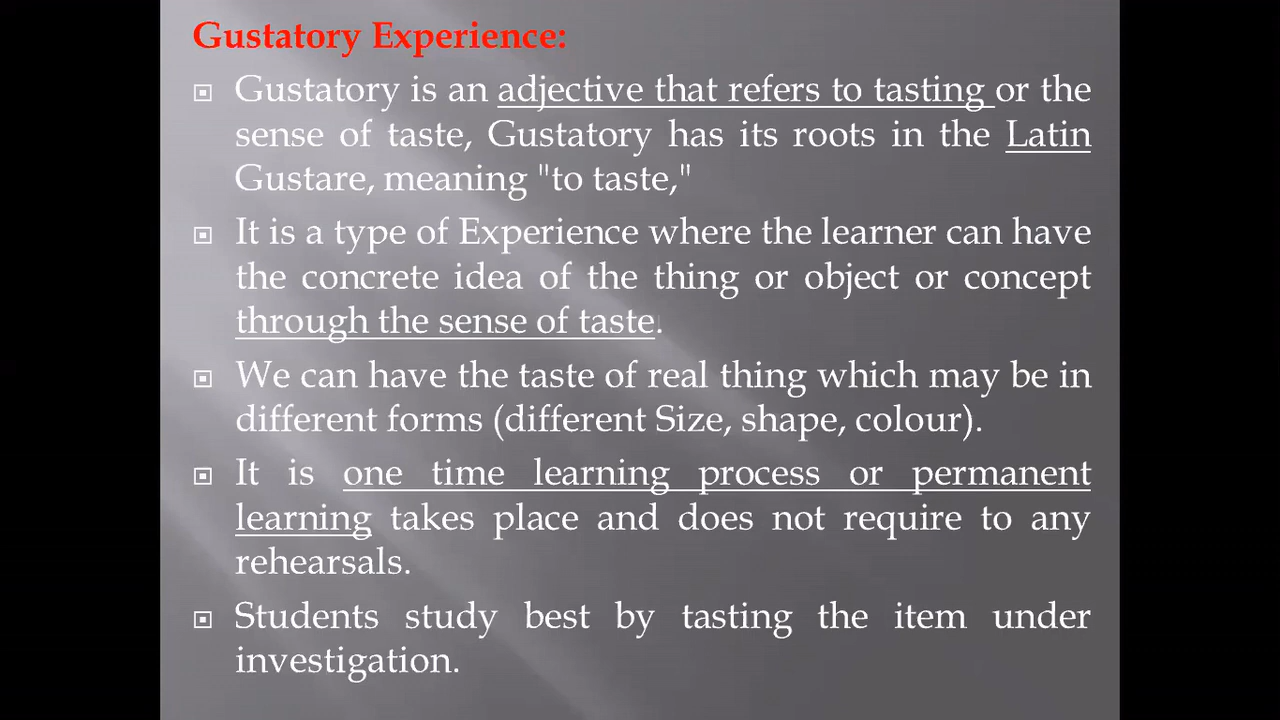 Gustatory Experience:
Gustatory is an adjective that refers to tasting or the
sense of taste, Gustatory has its roots in the Latin
Gustare, meaning "to taste,"
It is a type of Experience where the learner can have
the concrete idea of the thing or object or concept
through the sense of taste.
We can have the taste of real thing which may be in
different forms (different Size, shape, colour).
It is one time learning process or permanent
learning takes place and does not require to any
rehearsals.
Students study best by tasting the item under
investigation.